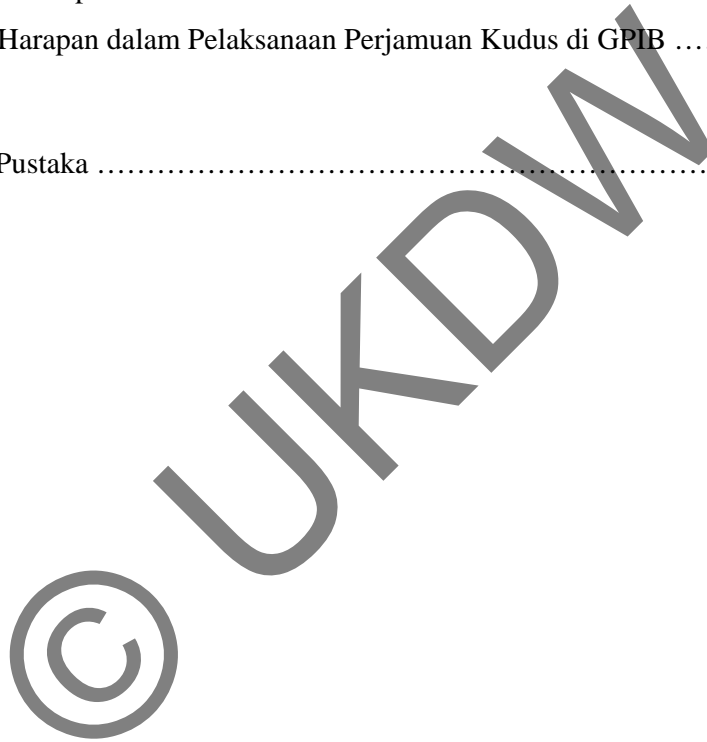 Harapan dalam Pelaksanaan Perjamuan Kudus di GPIB ….
Pustaka ……………………………………………………
© UKDW